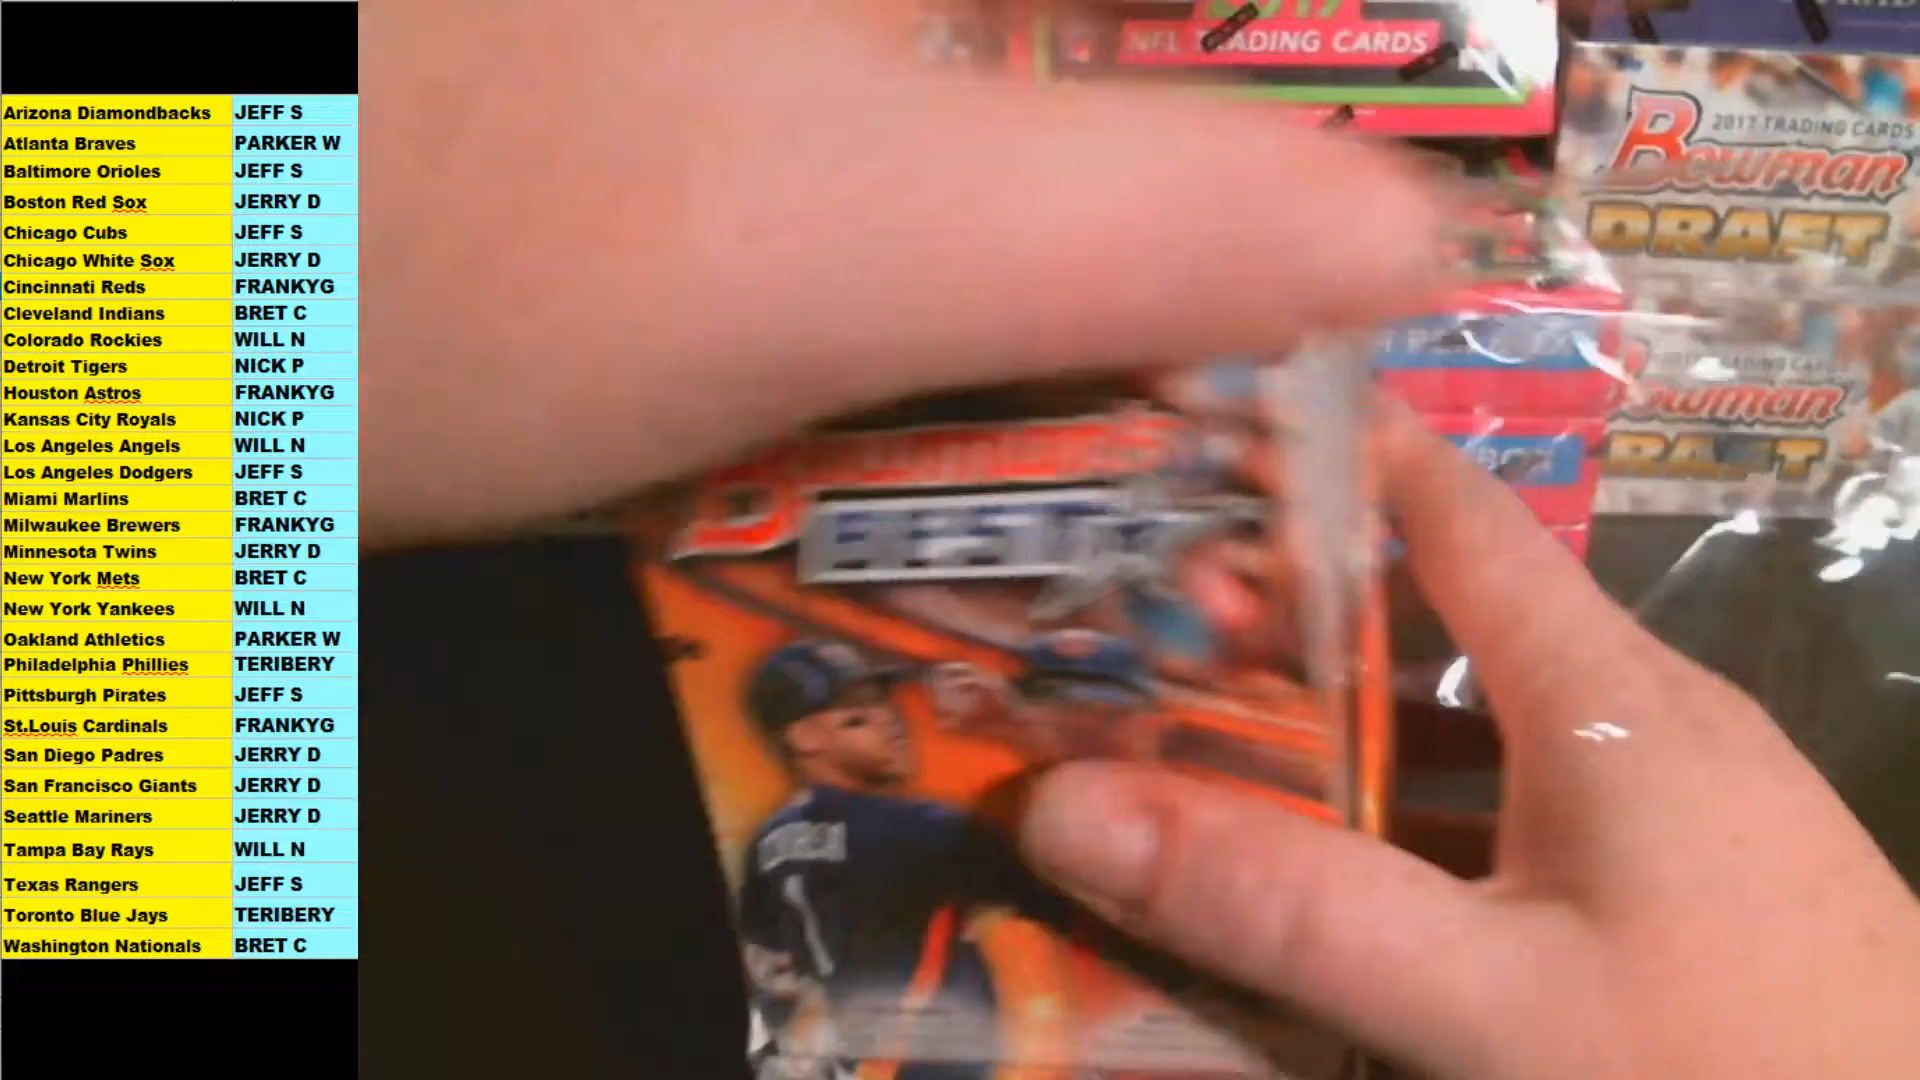 Arizona Diamondbacks JEFF S
Atlanta Braves PARKER W
Baltimore Orioles JEFF S
Boston Red Sox JERRY D
Chicago Cubs JEFF S
Chicago White Sox JERRY D
Cincinnati Reds FRANKYG
Cleveland Indians BRET C
Colorado Rockies WILL N
Detroit Tigers NICK P
Houston Astros FRANKYG
Kansas City Royals NICK P
Los Angeles Angels WILL N
Los Angeles Dodgers JEFF S
Miami Marlins BRET C
Milwaukee Brewers FRANKYG
Minnesota Twins JERRY D
New York Mets BRET C
New York Yankees WILL N
Oakland Athletics PARKER W
Philadelphia Phillies TERIBERY
Pittsburgh Pirates JEFF S
St.Louis Cardinals FRANKYG
San Diego Padres JERRY D
San Francisco Giants JERRY D
Seattle Mariners JERRY D
Tampa Bay Rays WILL N
Texas Rangers JEFF S
Toronto Blue Jays TERIBERY
Washington Nationals BRET C
2017
NFL TRADING CARDS
2017 TRADING CARDS
Bowman
DRAFT
TRADING CARDS
Bowman
DRAFT
BOX
BEST